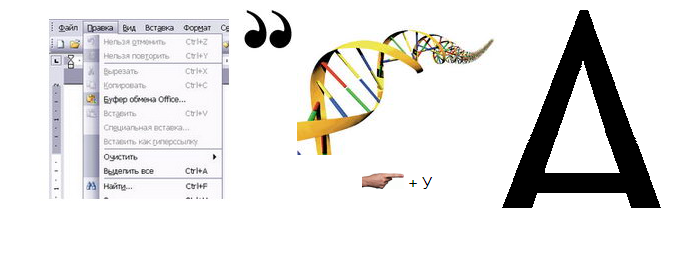 Файл Правка Вид Вставка Формат
Нельзя отменить Ctrl+Z
Нельзя повторить Ctrl+Y
Вырезать Ctrl+X
Копировать Ctrl+C
Буфер обмена Office...
Вставить Ctrl+V
Специальная вставка...
Вставить как гиперссылку
Очистить
Выделить все Ctrl+A
Найти... Ctrl+F
“
+ У
А